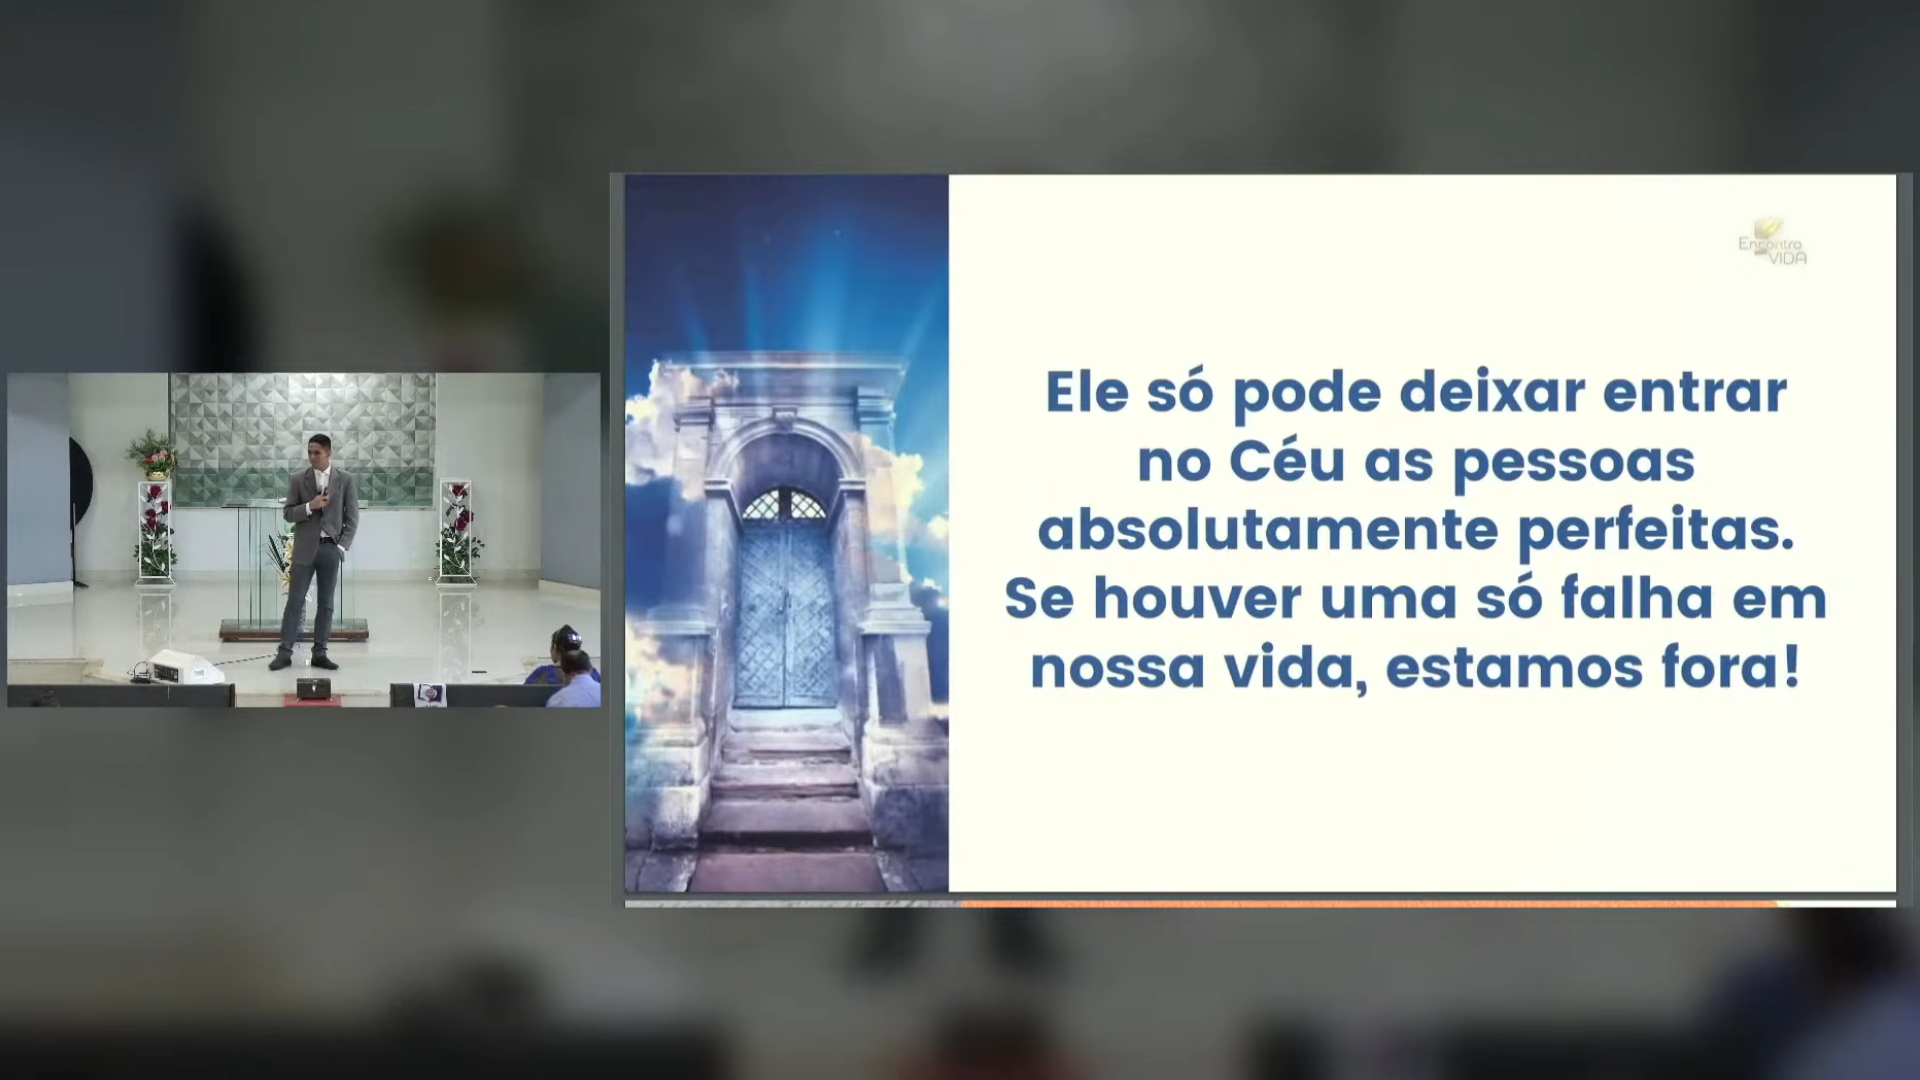 Encontro
VIDA
Ele só pode deixar entrar
no Céu as pessoas
absolutamente perfeitas.
Se houver uma só falha em
nossa vida, estamos fora!